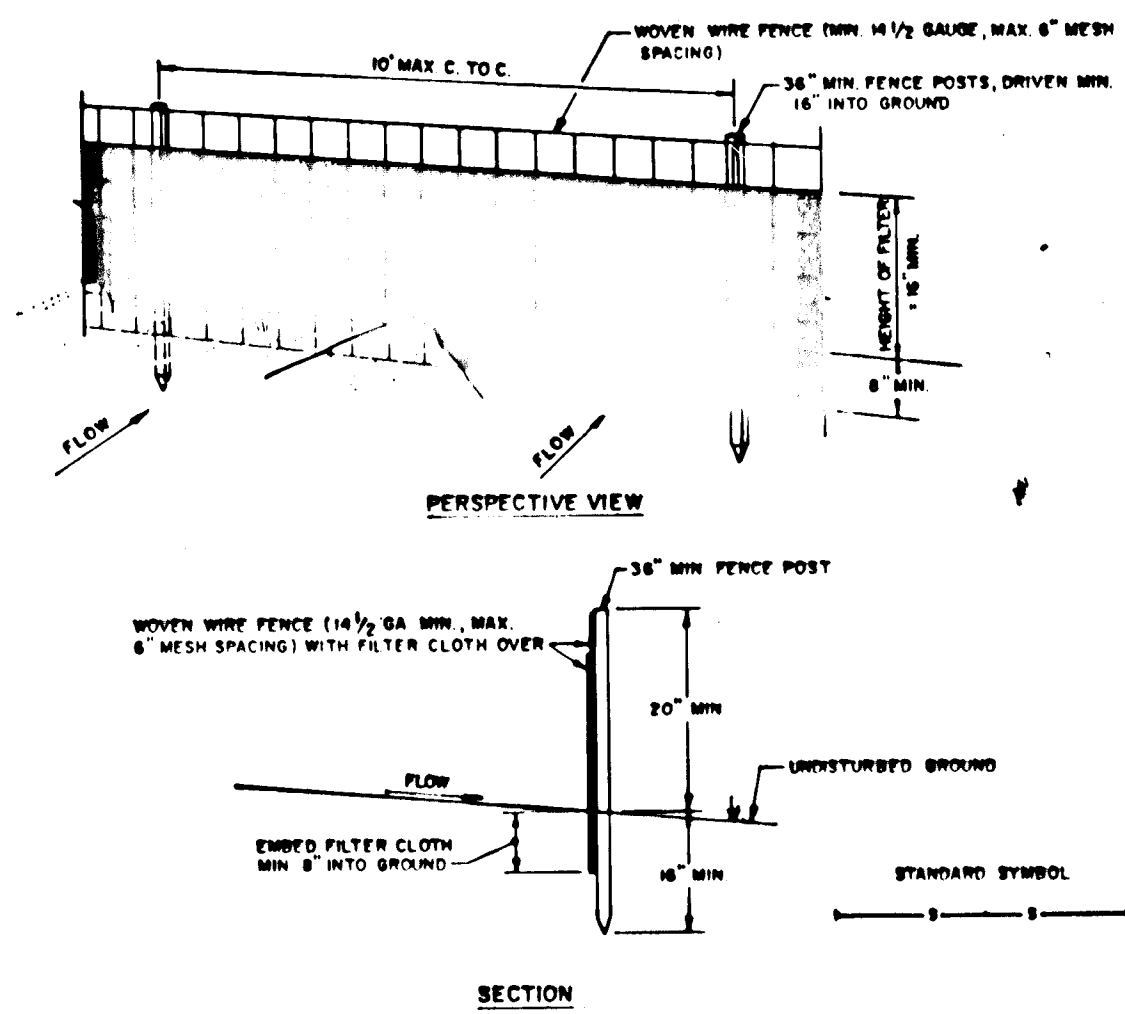 WOVEN WIRE FENCE (MIN. 14 1/2 GAUGE, MAX. 6" MESH
SPACING)
10' MAX. C. TO C.
36" MIN. FENCE POSTS, DRIVEN MIN.
16" INTO GROUND
HEIGHT OF FILTER
= 16" MIN.
8" MIN.
FLOW
FLOW
PERSPECTIVE VIEW
36" MIN FENCE POST
WOVEN WIRE FENCE (14 1/2 GA MIN., MAX.
6" MESH SPACING) WITH FILTER CLOTH OVER
20" MIN
UNDISTURBED GROUND
FLOW
EMBED FILTER CLOTH
MIN 8" INTO GROUND
16" MIN
STANDARD SYMBOL
S S
SECTION